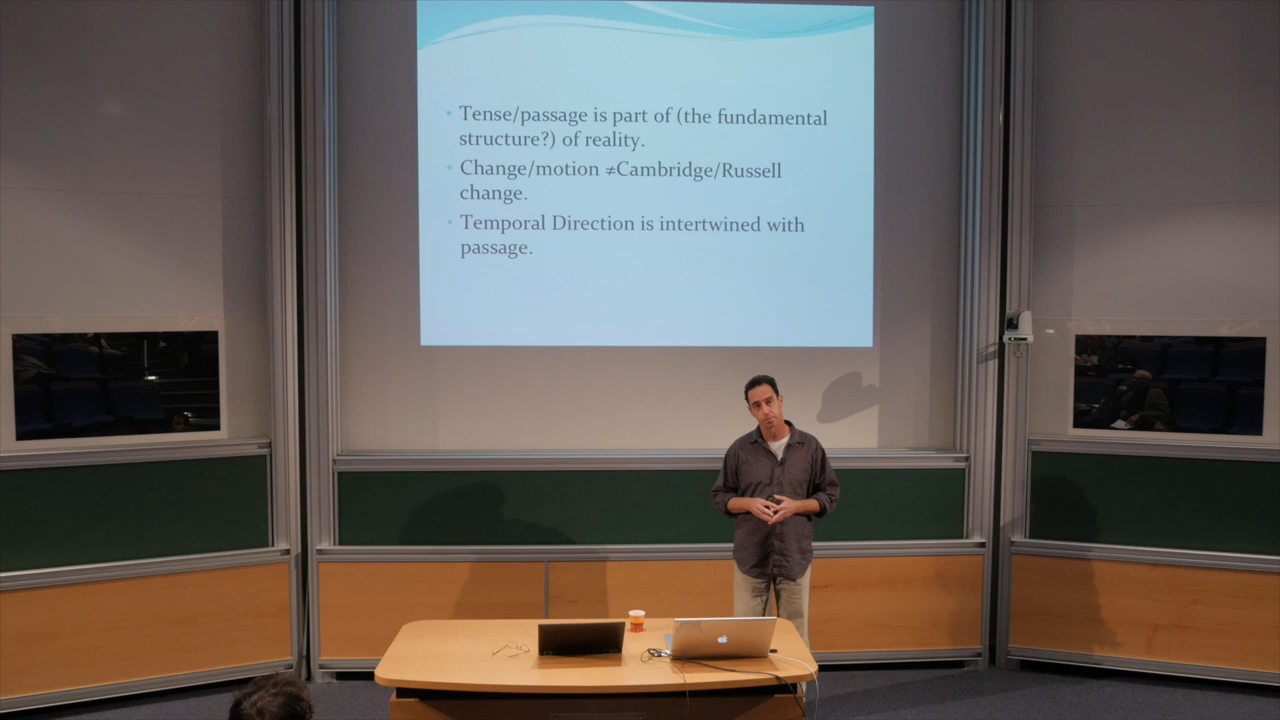 • Tense/passage is part of (the fundamental
structure?) of reality.
• Change/motion ≠Cambridge/Russell
change.
• Temporal Direction is intertwined with
passage.